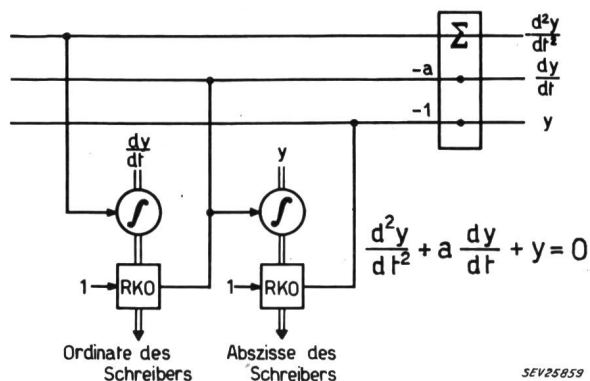 Σ
d²y/dt²
-a
dy/dt
-1
y
dy/dt
y
∫
∫
d²y/dt² + a dy/dt + y = 0
1 RKO
1 RKO
Ordinate des Schreibers
Abszisse des Schreibers
SEV25859